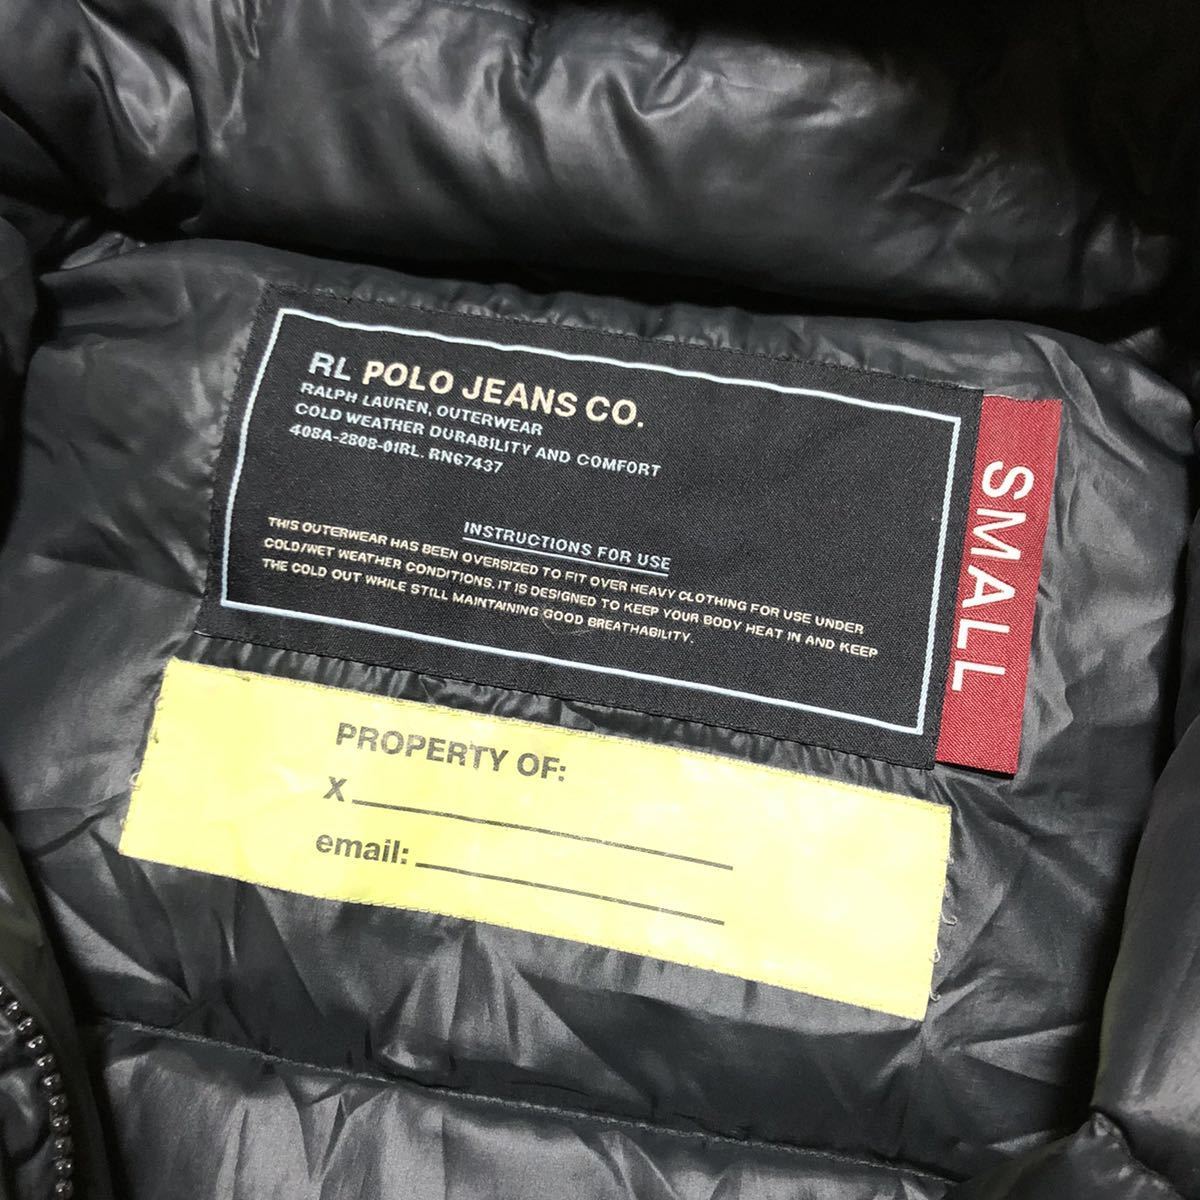 RL POLO JEANS CO.
RALPH LAUREN, OUTERWEAR
COLD WEATHER DURABILITY AND COMFORT
408A-2808-01RL. RN67437
INSTRUCTIONS FOR USE
THIS OUTERWEAR HAS BEEN OVERSIZED TO FIT OVER HEAVY CLOTHING FOR USE UNDER
COLD/WET WEATHER CONDITIONS. IT IS DESIGNED TO KEEP YOUR BODY HEAT IN AND KEEP
THE COLD OUT WHILE STILL MAINTAINING GOOD BREATHABILITY.
SMALL
PROPERTY OF:
X
email: